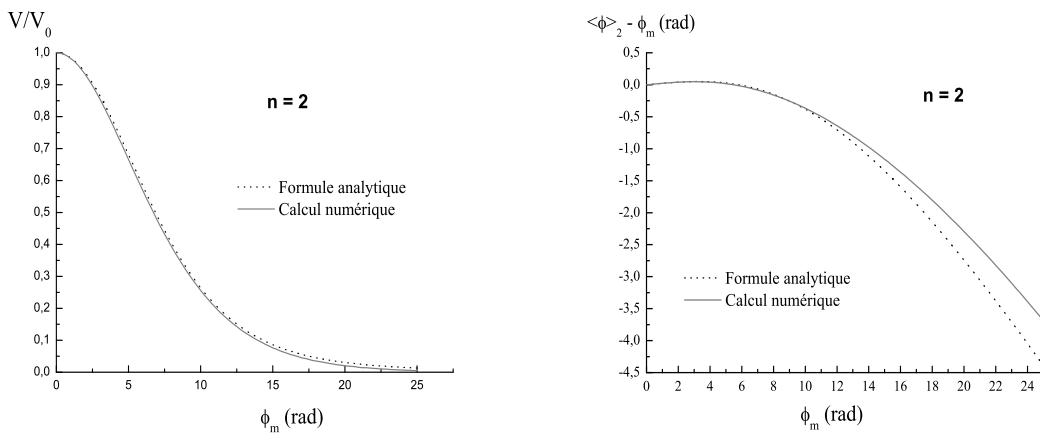 V/V0
1,0
0,9
0,8
0,7
0,6
0,5
0,4
0,3
0,2
0,1
0,0
0 5 10 15 20 25
n = 2
Formule analytique
Calcul numérique
ϕm (rad)
<ϕ>2 - ϕm (rad)
0,5
0,0
-0,5
-1,0
-1,5
-2,0
-2,5
-3,0
-3,5
-4,0
-4,5
0 2 4 6 8 10 12 14 16 18 20 22 24
n = 2
Formule analytique
Calcul numérique
ϕm (rad)